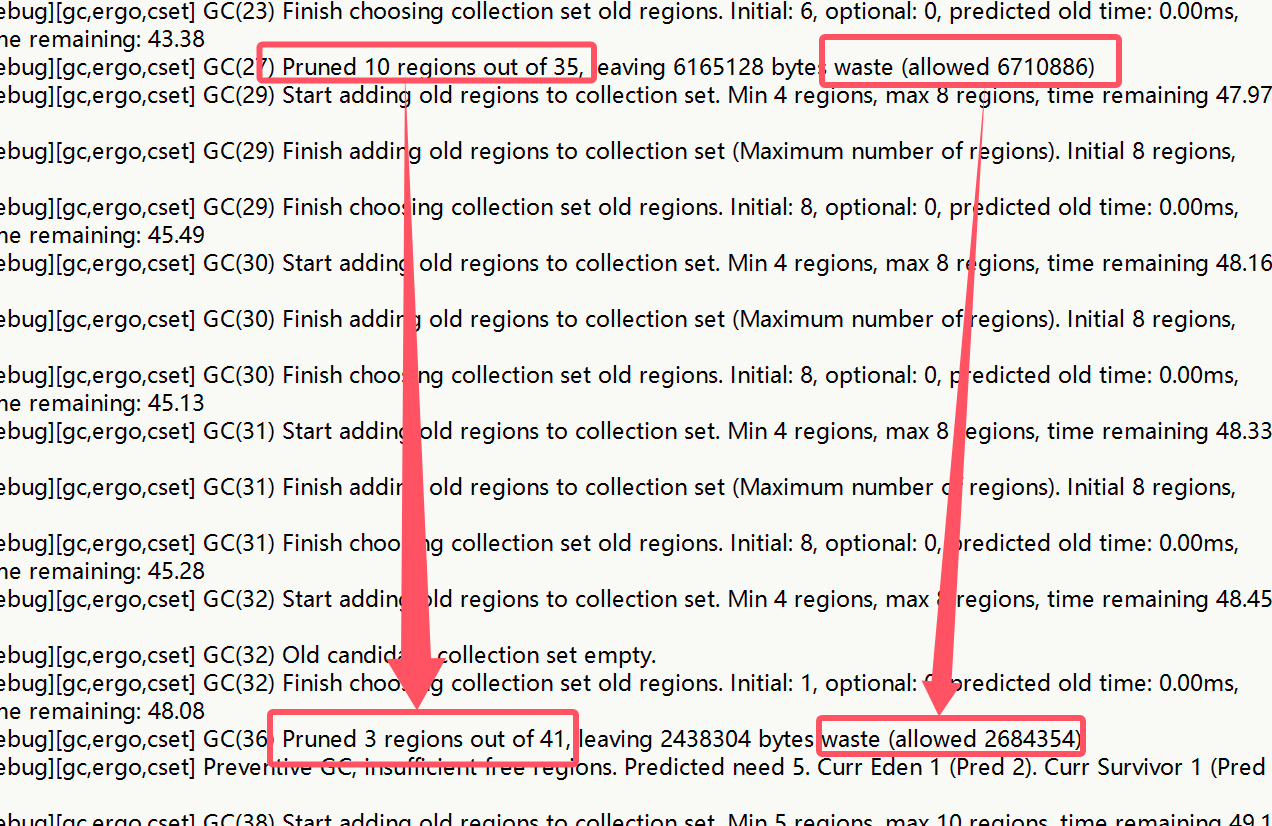 ebug][gc,ergo,cset] GC(23) Finish choosing collection set old regions. Initial: 6, optional: 0, predicted old time: 0.00ms,
ne remaining: 43.38
ebug][gc,ergo,cset] GC(27) Pruned 10 regions out of 35, leaving 6165128 bytes waste (allowed 6710886)
ebug][gc,ergo,cset] GC(29) Start adding old regions to collection set. Min 4 regions, max 8 regions, time remaining 47.97
ebug][gc,ergo,cset] GC(29) Finish adding old regions to collection set (Maximum number of regions). Initial 8 regions,
ebug][gc,ergo,cset] GC(29) Finish choosing collection set old regions. Initial: 8, optional: 0, predicted old time: 0.00ms,
ne remaining: 45.49
ebug][gc,ergo,cset] GC(30) Start adding old regions to collection set. Min 4 regions, max 8 regions, time remaining 48.16
ebug][gc,ergo,cset] GC(30) Finish adding old regions to collection set (Maximum number of regions). Initial 8 regions,
ebug][gc,ergo,cset] GC(30) Finish choosing collection set old regions. Initial: 8, optional: 0, predicted old time: 0.00ms,
ne remaining: 45.13
ebug][gc,ergo,cset] GC(31) Start adding old regions to collection set. Min 4 regions, max 8 regions, time remaining 48.33
ebug][gc,ergo,cset] GC(31) Finish adding old regions to collection set (Maximum number of regions). Initial 8 regions,
ebug][gc,ergo,cset] GC(31) Finish choosing collection set old regions. Initial: 8, optional: 0, predicted old time: 0.00ms,
ne remaining: 45.28
ebug][gc,ergo,cset] GC(32) Start adding old regions to collection set. Min 4 regions, max 8 regions, time remaining 48.45
ebug][gc,ergo,cset] GC(32) Old candidate collection set empty.
ebug][gc,ergo,cset] GC(32) Finish choosing collection set old regions. Initial: 1, optional: 0, predicted old time: 0.00ms,
ne remaining: 48.08
ebug][gc,ergo,cset] GC(36) Pruned 3 regions out of 41, leaving 2438304 bytes waste (allowed 2684354)
ebug][gc,ergo,cset] Preventive GC, insufficient free regions. Predicted need 5. Curr Eden 1 (Pred 2). Curr Survivor 1 (Pred
ebug][gc,ergo,cset] GC(38) Start adding old regions to collection set. Min 5 regions, max 10 regions, time remaining 49.1